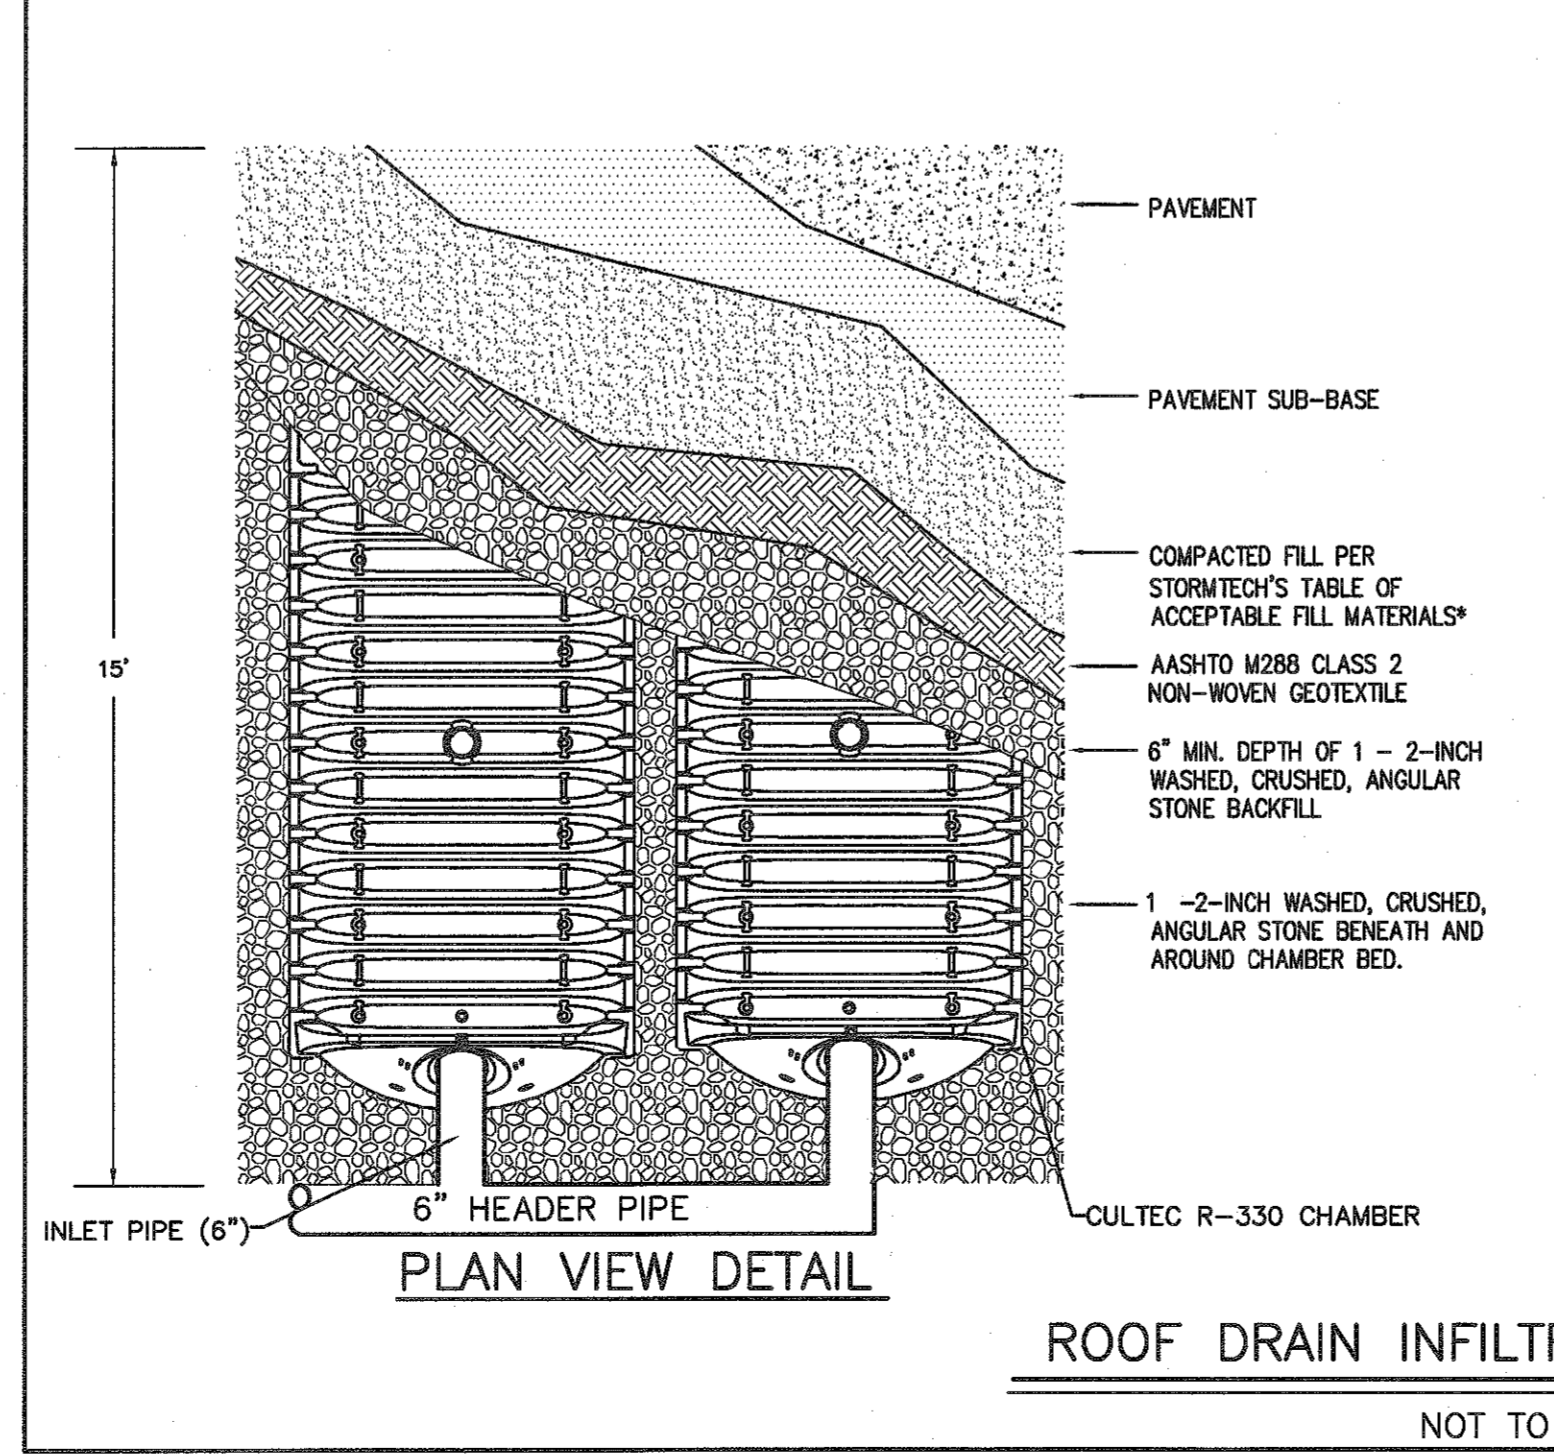 PAVEMENT
PAVEMENT SUB-BASE
COMPACTED FILL PER
STORMTECH'S TABLE OF
ACCEPTABLE FILL MATERIALS*
15'
AASHTO M288 CLASS 2
NON-WOVEN GEOTEXTILE
6" MIN. DEPTH OF 1 - 2-INCH
WASHED, CRUSHED, ANGULAR
STONE BACKFILL
1 -2-INCH WASHED, CRUSHED,
ANGULAR STONE BENEATH AND
AROUND CHAMBER BED.
6" HEADER PIPE
INLET PIPE (6")
CULTEC R-330 CHAMBER
PLAN VIEW DETAIL
ROOF DRAIN INFILT
NOT TO